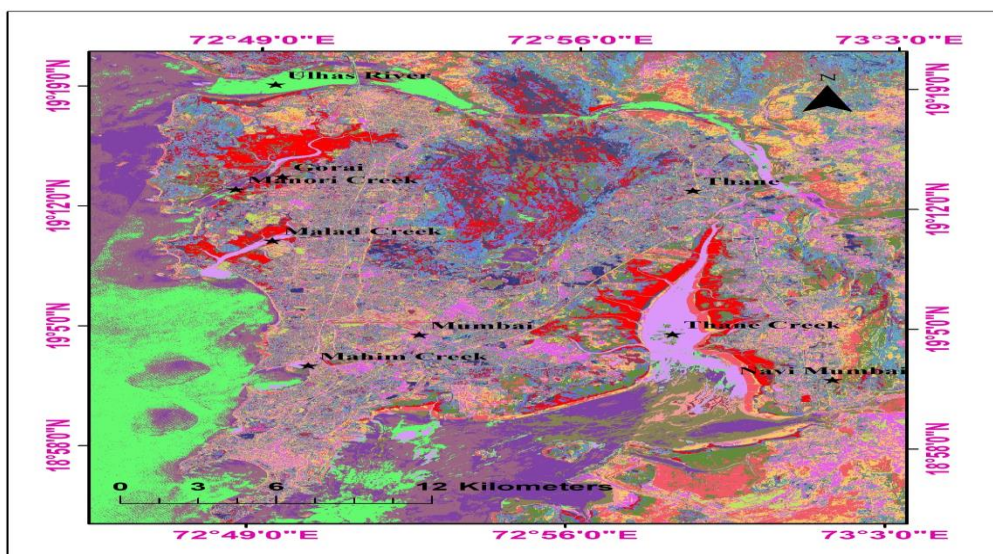 72°49'0"E 72°56'0"E 73°3'0"E
N
Ulhas River
19°19'0"N 19°19'0"N
Gorai
Manori Creek Thane
19°12'0"N 19°12'0"N
Malad Creek
19°5'0"N Mumbai Thane Creek 19°5'0"N
Mahim Creek Navi Mumbai
18°58'0"N 18°58'0"N
0 3 6 12 Kilometers
72°49'0"E 72°56'0"E 73°3'0"E